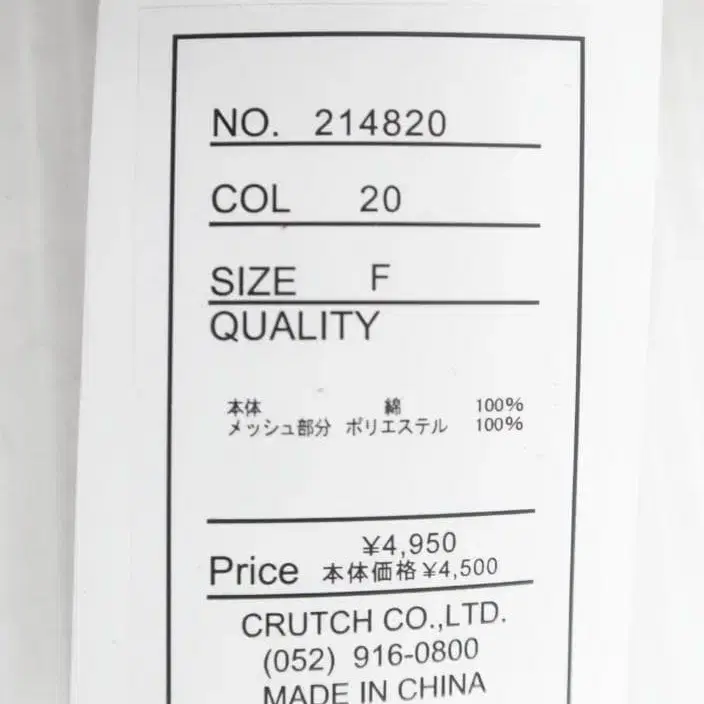 NO. 214820
COL 20
SIZE F
QUALITY
本体 綿 100%
メッシュ部分 ポリエステル 100%
¥4,950
Price 本体価格¥4,500
CRUTCH CO.,LTD.
(052) 916-0800
MADE IN CHINA